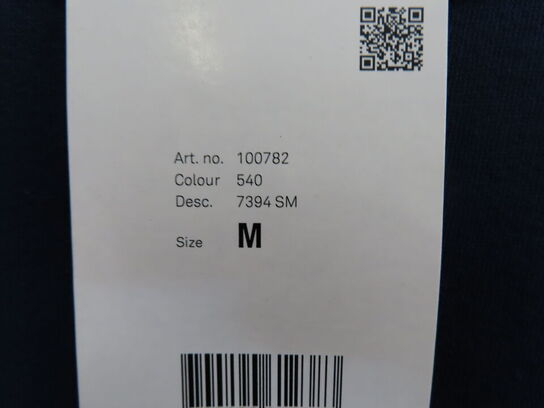 Art. no. 100782
Colour 540
Desc. 7394 SM
Size M